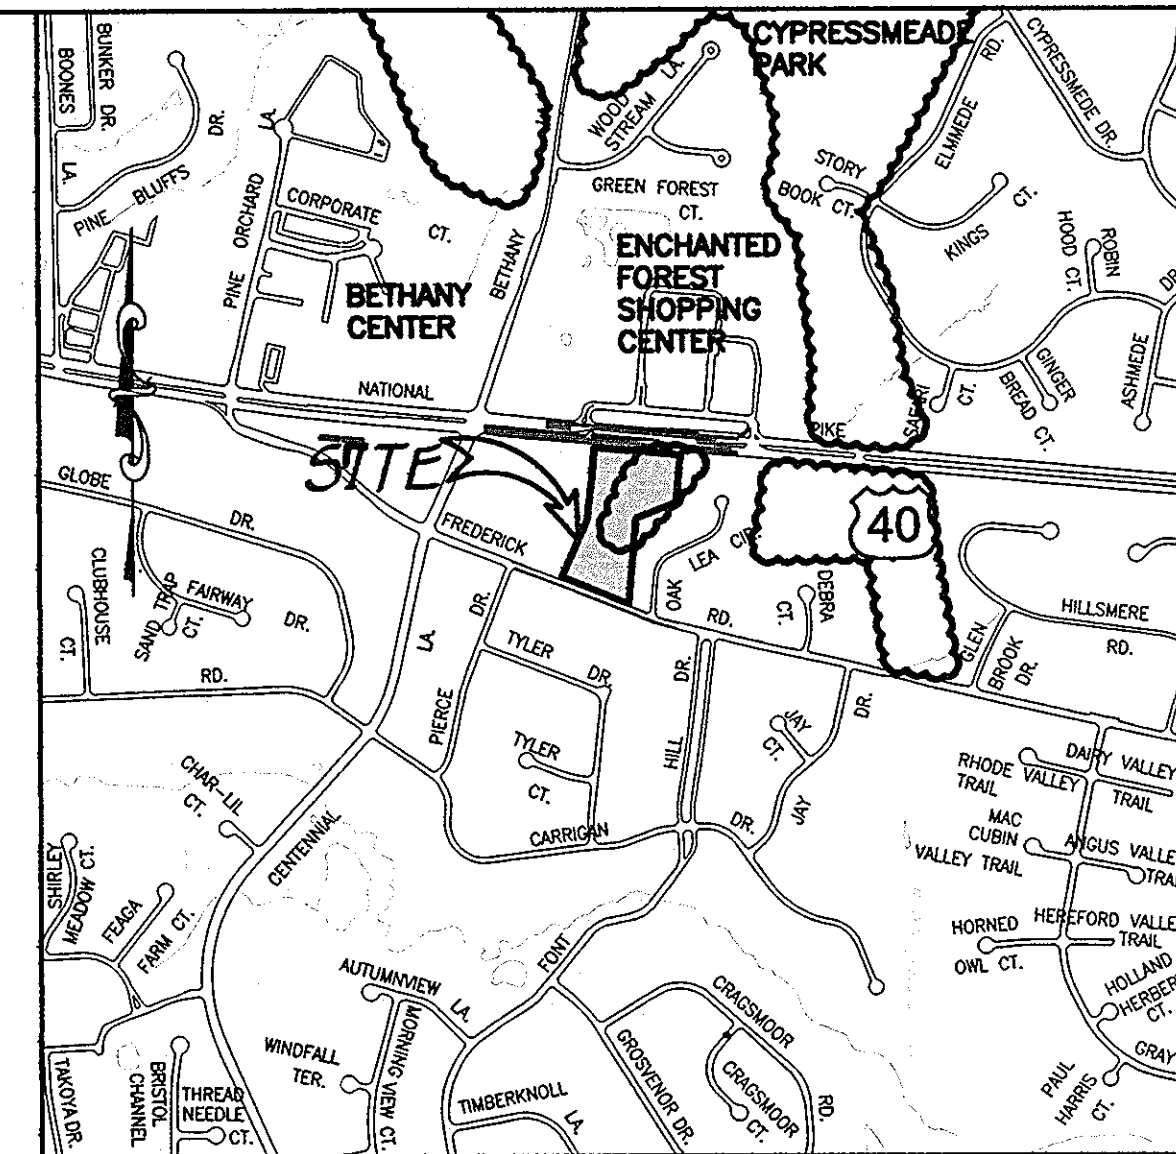 BUNKER DR.
BOONES
LA.
PINE BLUFFS
DR.
LA.
PINE ORCHARD
CORPORATE
CT.
BETHANY
CENTER
BETHANY
LA.
WOOD
STREAM
LA.
GREEN FOREST
CT.
CYPRESSMEADE
PARK
RD.
ELMMEDE
CYPRESSMEDE DR.
STORY
BOOK CT.
KINGS
CT.
ROBIN
HOOD CT.
DR
ENCHANTED
FOREST
SHOPPING
CENTER
GINGER
BREAD CT.
ASHMEDE
SAFARI
CT.
NATIONAL
PIKE
SITE
40
GLOBE
DR.
FREDERICK
RD.
OAK
LEA CIR.
DEBRA
CT.
CLUBHOUSE
CT.
SAND TRAP
CT.
FAIRWAY
DR.
RD.
GLEN
BROOK
DR.
HILLSMERE
RD.
LA.
PIERCE
DR.
TYLER
DR.
TYLER
CT.
HILL
DR.
JAY
CT.
DR.
JAY
DR.
CARRIGAN
CHAR-LIL
CT.
CENTENNIAL
RHODE VALLEY
TRAIL
DAIRY VALLEY
TRAIL
MAC
CUBIN
VALLEY TRAIL
ANGUS VALLE
TRA
HORNED
OWL CT.
HEREFORD VALLE
TRAIL
HOLLAND
HERBER
CT.
GRAY
PAUL
HARRIS
CT.
SHIRLEY
MEADOW CT.
FEAGA
FARM CT.
AUTUMNVIEW
LA.
FONT
MORNING VIEW CT.
WINDFALL
TER.
CRAGSMOOR
RD.
CRAGSMOOR
CT.
GROSVENOR DR.
TIMBERKNOLL
LA.
TAKOYA DR.
BRISTOL
CHANNEL
THREAD
NEEDLE
CT.